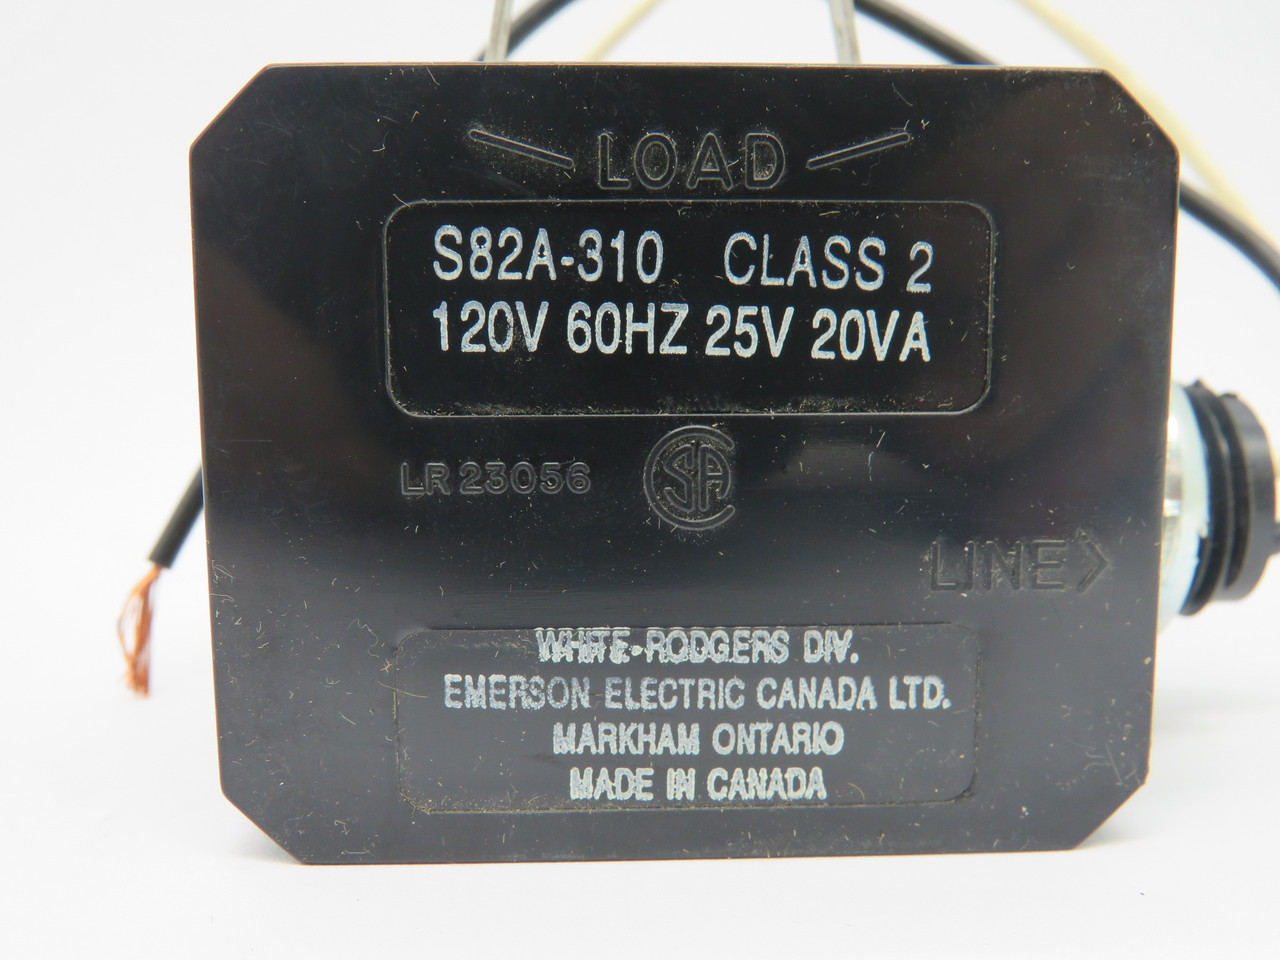 LOAD
S82A-310 CLASS 2
120V 60HZ 25V 20VA
LR 23056 CSA
LINE >
WHITE-RODGERS DIV.
EMERSON ELECTRIC CANADA LTD.
MARKHAM ONTARIO
MADE IN CANADA